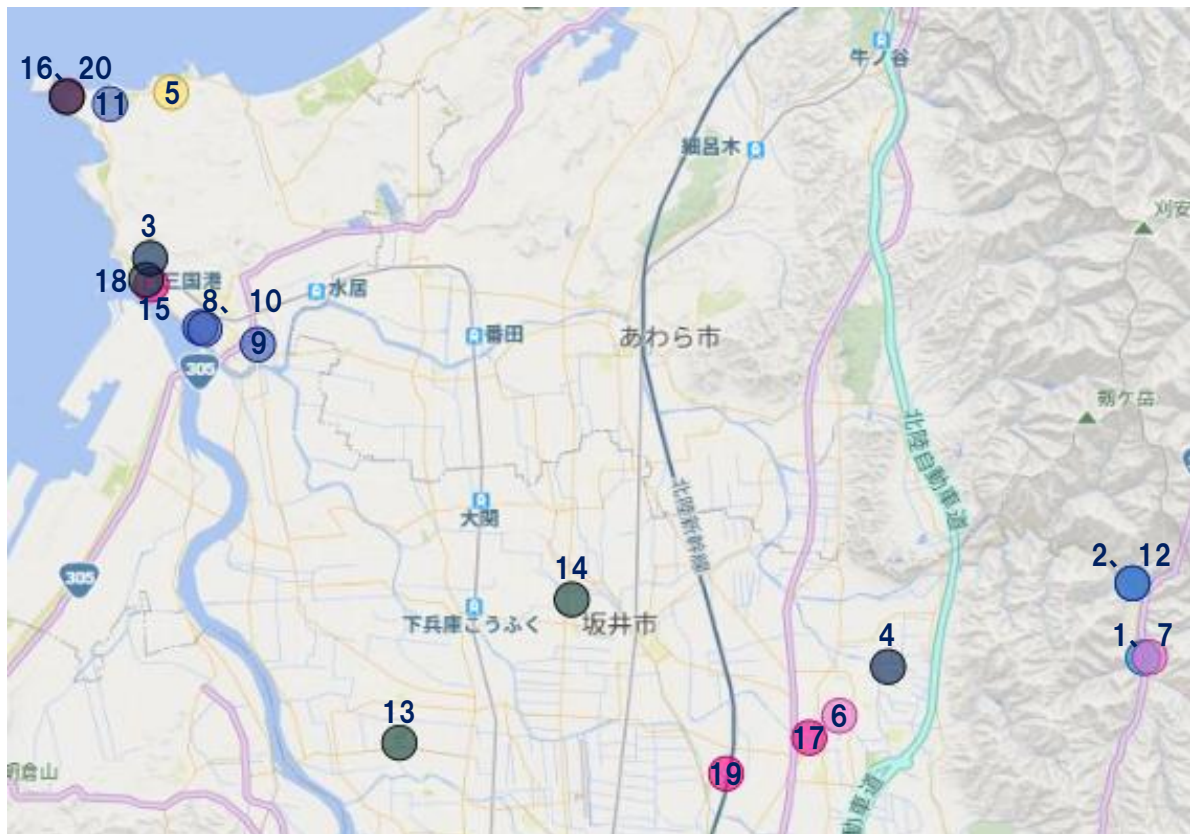 牛ノ谷
16、20
11
5
細呂木
刈安
3
18
三国港
15
水居
8、10
9
番田
あわら市
305
剱ケ岳
北陸自動車道
北陸新幹線
大関
2、12
305
14
下兵庫こうふく
坂井市
4
1、7
6
13
17
19
朝倉山
動車道